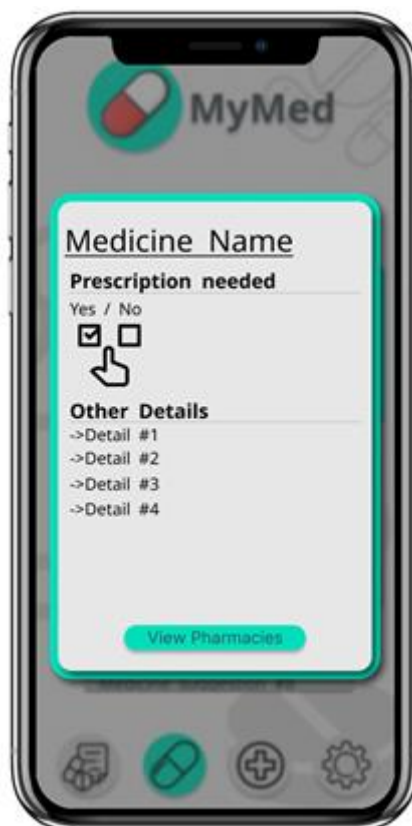 MyMed
Medicine Name
Prescription needed
Yes / No
Other Details
->Detail #1
->Detail #2
->Detail #3
->Detail #4
View Pharmacies